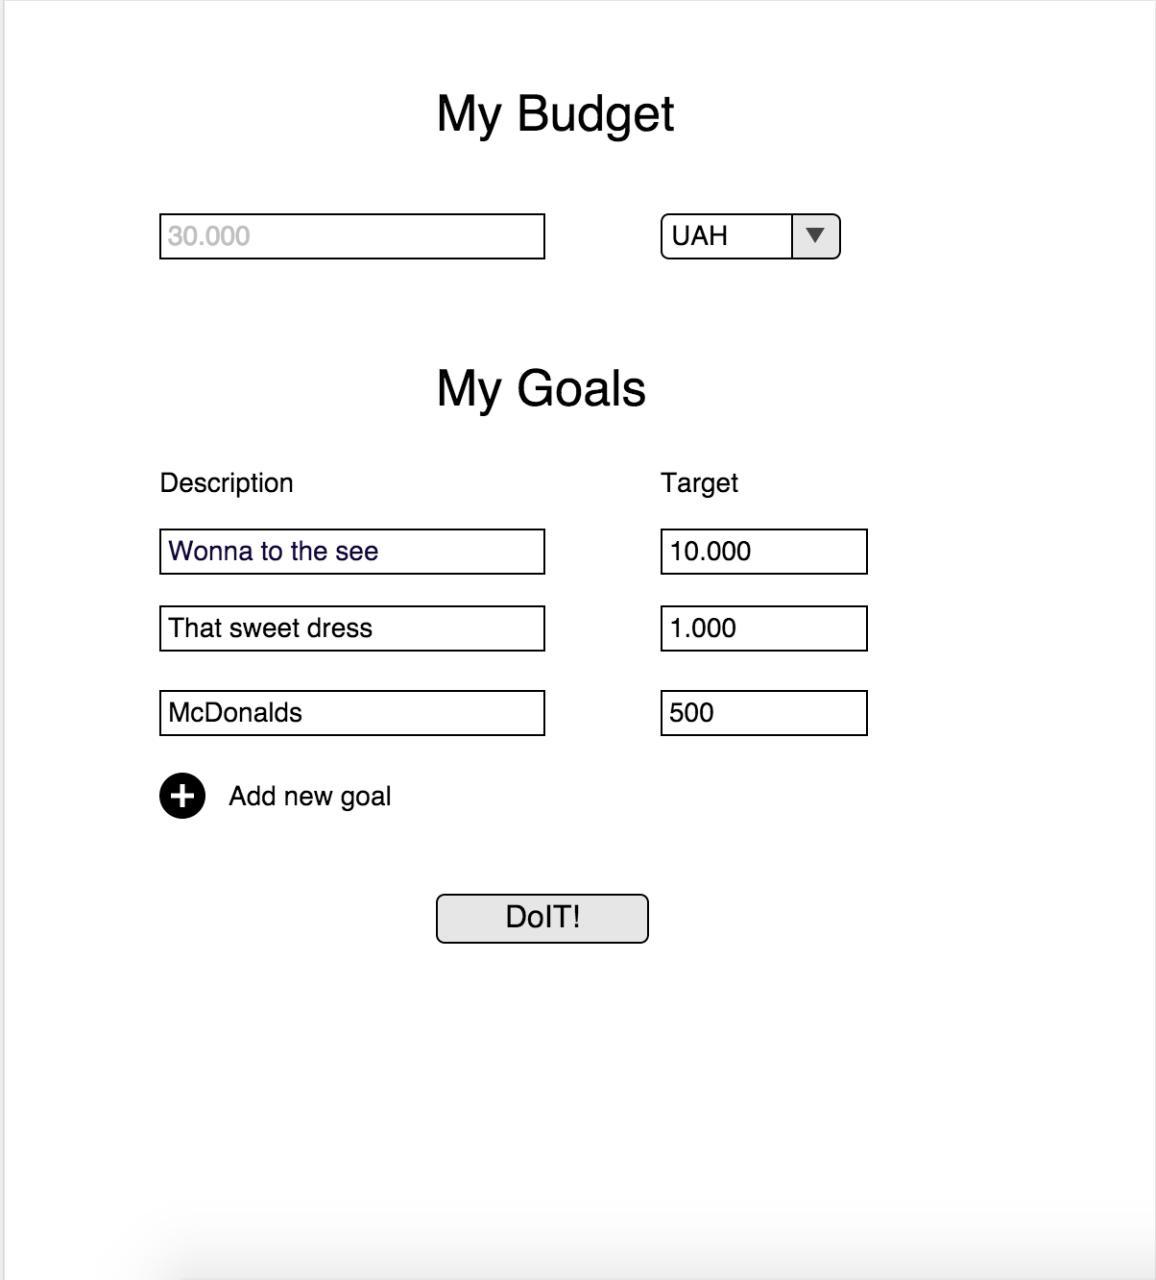 My Budget
30.000 UAH
My Goals
Description Target
Wonna to the see 10.000
That sweet dress 1.000
McDonalds 500
Add new goal
DoIT!